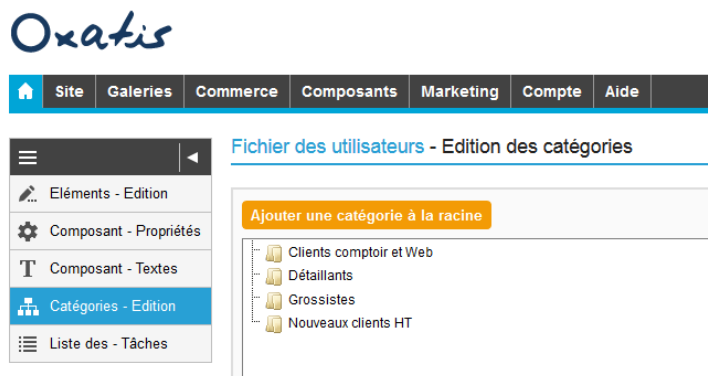 Oxatis
Site Galeries Commerce Composants Marketing Compte Aide
Fichier des utilisateurs - Edition des catégories
Eléments - Edition
Composant - Propriétés
Composant - Textes
Catégories - Edition
Liste des - Tâches
Ajouter une catégorie à la racine
Clients comptoir et Web
Détaillants
Grossistes
Nouveaux clients HT